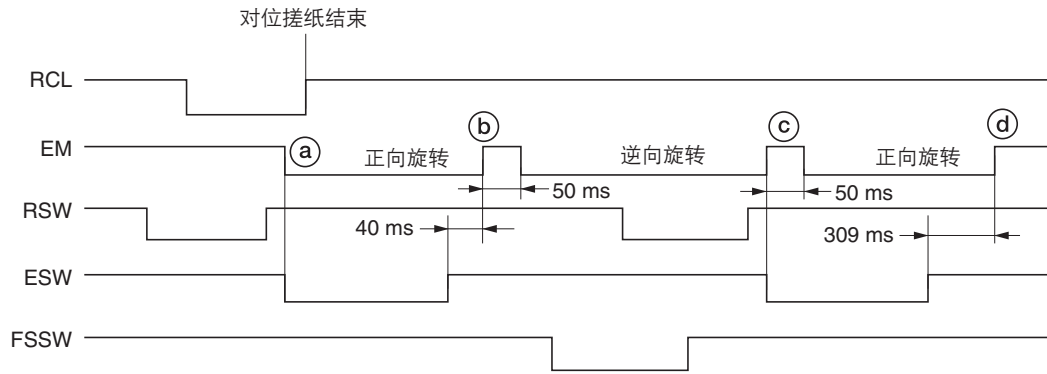 对位搓纸结束
RCL
EM
ⓐ
正向旋转
ⓑ
逆向旋转
ⓒ
正向旋转
ⓓ
50 ms
50 ms
RSW
40 ms
309 ms
ESW
FSSW